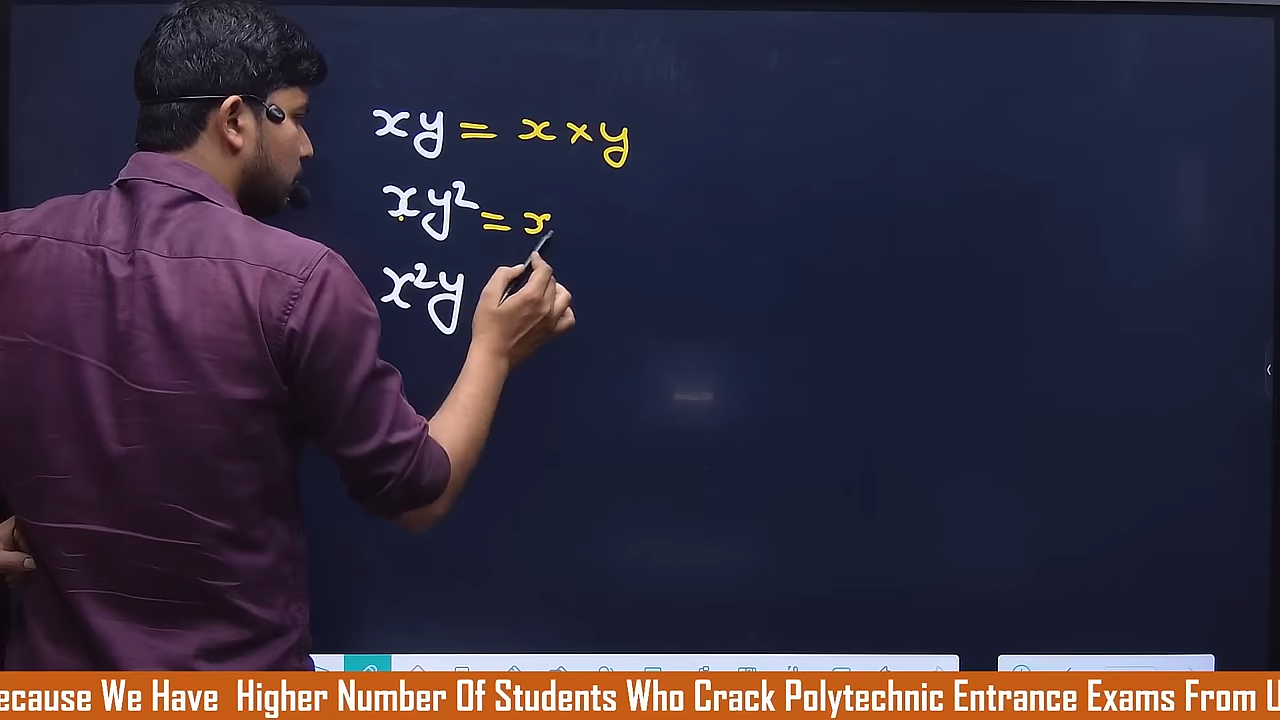 xy = x × y
xy² = x
x²y
ecause We Have Higher Number Of Students Who Crack Polytechnic Entrance Exams From U